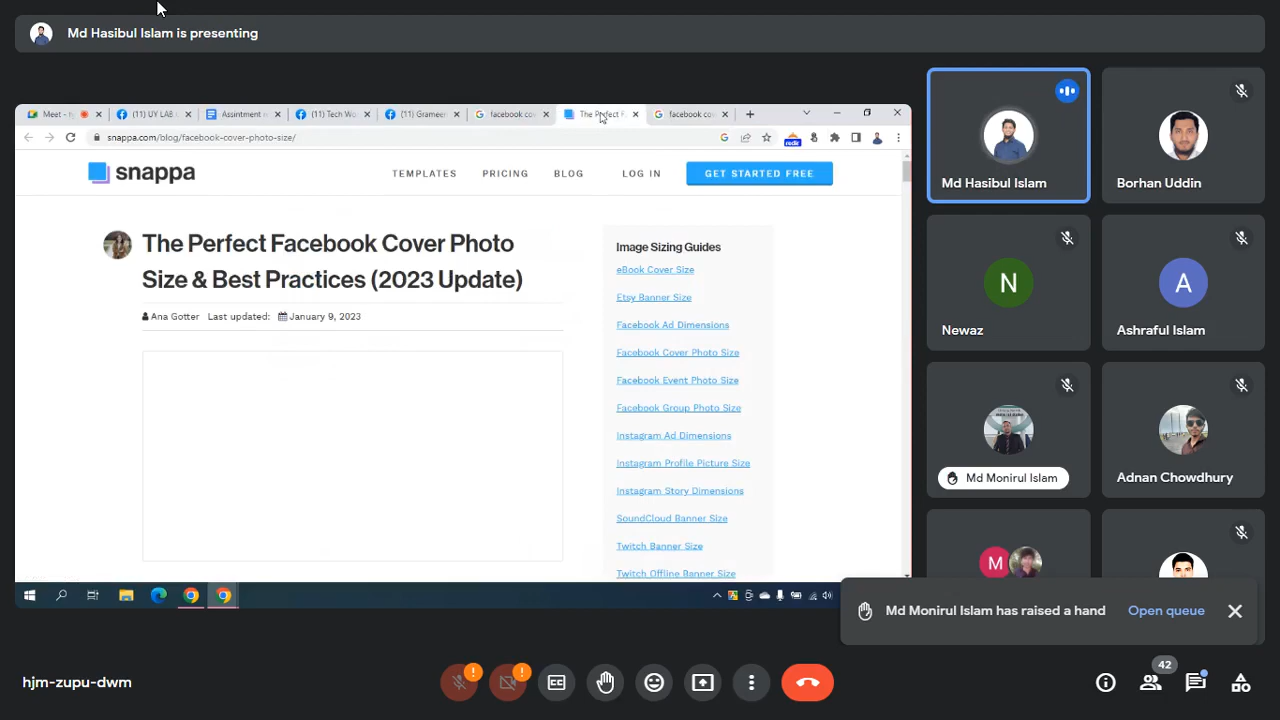 Md Hasibul Islam is presenting
Meet - 
(11) UY LAB
Assintment
(11) Tech Wo
(11) Grameer
facebook co
The Perfect F
facebook co
snappa.com/blog/facebook-cover-photo-size/
snappa
TEMPLATES
PRICING
BLOG
LOG IN
GET STARTED FREE
The Perfect Facebook Cover Photo
Size & Best Practices (2023 Update)
Ana Gotter Last updated: January 9, 2023
Image Sizing Guides
eBook Cover Size
Etsy Banner Size
Facebook Ad Dimensions
Facebook Cover Photo Size
Facebook Event Photo Size
Facebook Group Photo Size
Instagram Ad Dimensions
Instagram Profile Picture Size
Instagram Story Dimensions
SoundCloud Banner Size
Twitch Banner Size
Twitch Offline Banner Size
Md Hasibul Islam
Borhan Uddin
N
Newaz
A
Ashraful Islam
Md Monirul Islam
Adnan Chowdhury
M
Md Monirul Islam has raised a hand
Open queue
hjm-zupu-dwm
42